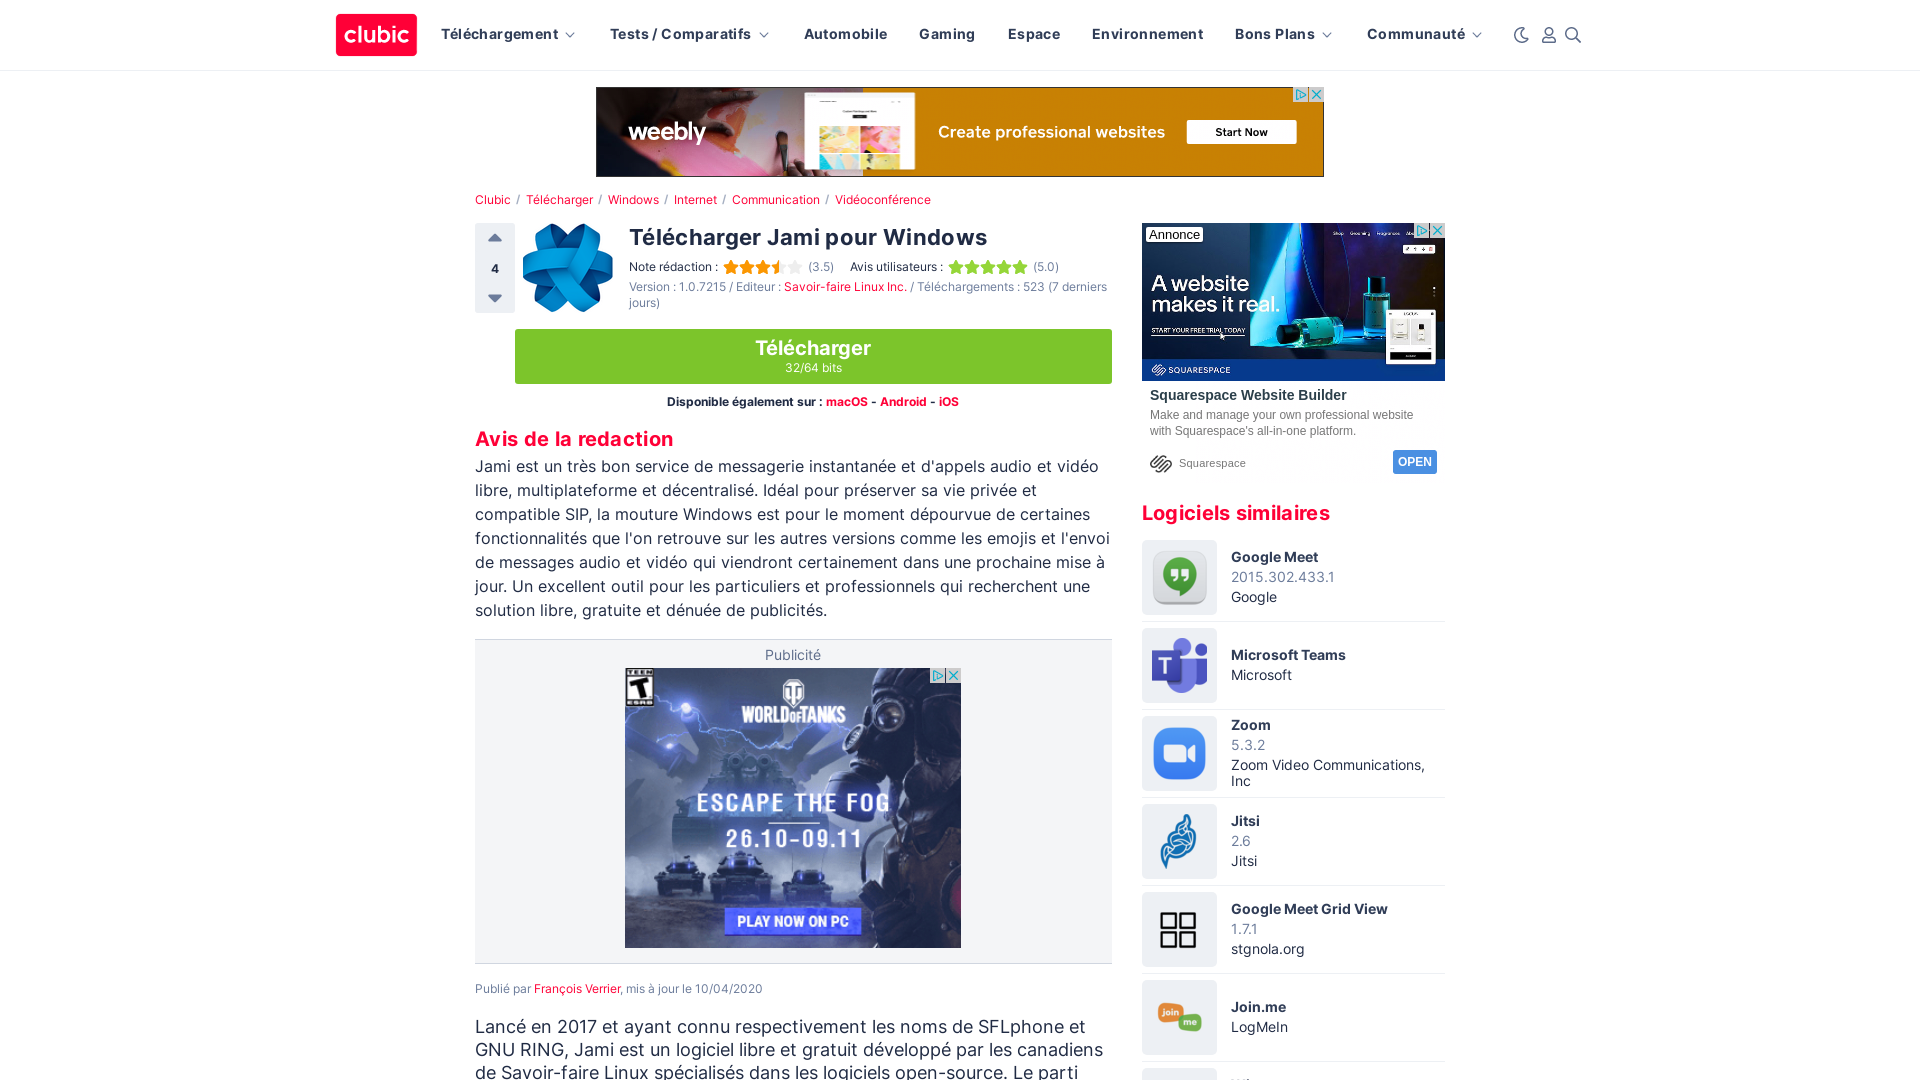 clubic
Téléchargement
Tests / Comparatifs
Automobile
Gaming
Espace
Environnement
Bons Plans
Communauté
weebly
Create professional websites
Start Now
Clubic / Télécharger / Windows / Internet / Communication / Vidéoconférence
4
Télécharger Jami pour Windows
Note rédaction : (3.5) Avis utilisateurs : (5.0)
Version : 1.0.7215 / Editeur : Savoir-faire Linux Inc. / Téléchargements : 523 (7 derniers
jours)
Télécharger
32/64 bits
Disponible également sur : macOS - Android - iOS
Avis de la redaction
Jami est un très bon service de messagerie instantanée et d'appels audio et vidéo
libre, multiplateforme et décentralisé. Idéal pour préserver sa vie privée et
compatible SIP, la mouture Windows est pour le moment dépourvue de certaines
fonctionnalités que l'on retrouve sur les autres versions comme les emojis et l'envoi
de messages audio et vidéo qui viendront certainement dans une prochaine mise à
jour. Un excellent outil pour les particuliers et professionnels qui recherchent une
solution libre, gratuite et dénuée de publicités.
Publicité
TEEN
T
ESRB
WORLD OF TANKS
ESCAPE THE FOG
26.10-09.11
PLAY NOW ON PC
Publié par François Verrier, mis à jour le 10/04/2020
Lancé en 2017 et ayant connu respectivement les noms de SFLphone et
GNU RING, Jami est un logiciel libre et gratuit développé par les canadiens
de Savoir-faire Linux spécialisés dans les logiciels open-source. Le parti
Annonce
A website
makes it real.
START YOUR FREE TRIAL TODAY
SQUARESPACE
Squarespace Website Builder
Make and manage your own professional website
with Squarespace's all-in-one platform.
Squarespace
OPEN
Logiciels similaires
Google Meet
2015.302.433.1
Google
Microsoft Teams
Microsoft
Zoom
5.3.2
Zoom Video Communications,
Inc
Jitsi
2.6
Jitsi
Google Meet Grid View
1.7.1
stgnola.org
join
me
Join.me
LogMeIn